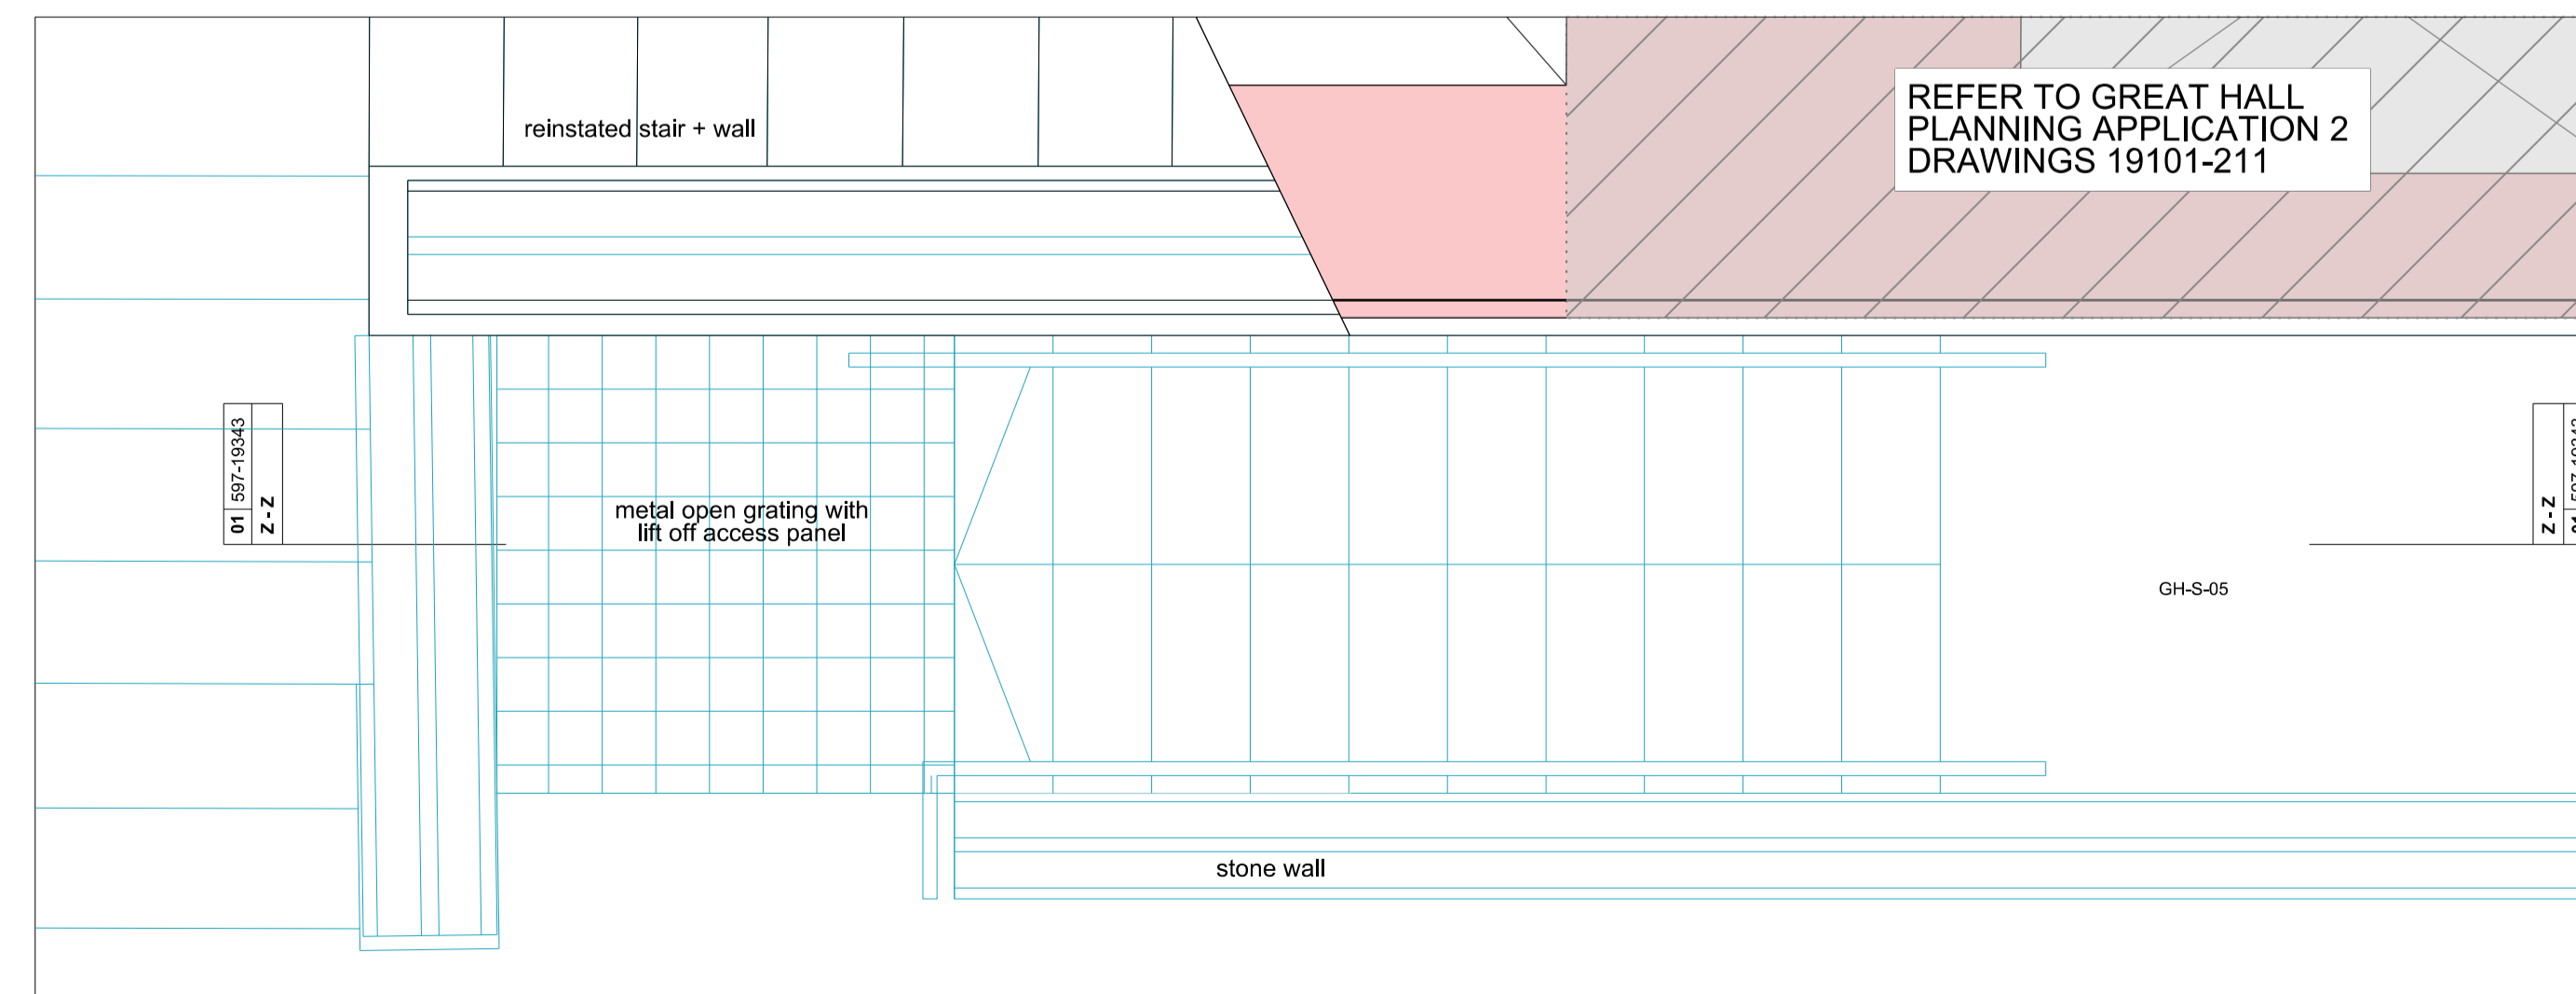 reinstated stair + wall
REFER TO GREAT HALL
PLANNING APPLICATION 2
DRAWINGS 19101-211
01 597-19343
Z - Z
metal open grating with
lift off access panel
Z - Z
GH-S-05
stone wall